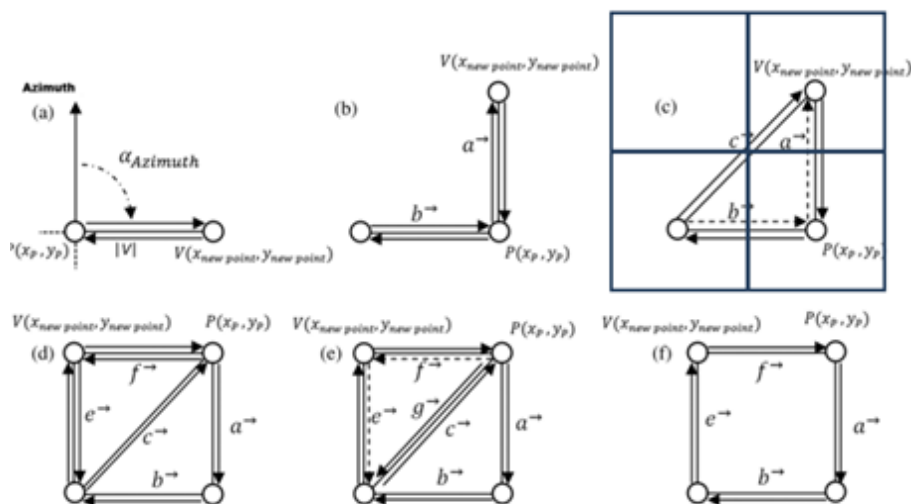 V(x_new point, y_new point)
V(x_new point, y_new point)
Azimuth
(a)
(b)
(c)
α_Azimuth
a→
c→
a→
b→
b→
P(x_p, y_p)
|V|
V(x_new point, y_new point)
P(x_p, y_p)
P(x_p, y_p)
V(x_new point, y_new point)
P(x_p, y_p)
V(x_new point, y_new point)
P(x_p, y_p)
V(x_new point, y_new point)
P(x_p, y_p)
(d)
(e)
(f)
f→
f→
f→
e→
c→
a→
e→
g→
c→
a→
e→
a→
b→
b→
b→